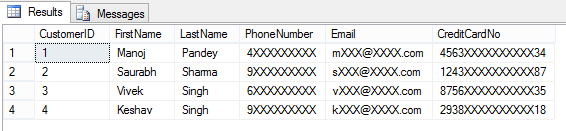 Results Messages
CustomerID FirstName LastName PhoneNumber Email CreditCardNo
1 1 Manoj Pandey 4XXXXXXXXX mXXX@XXXX.com 4563XXXXXXXXXX34
2 2 Saurabh Sharma 9XXXXXXXXX sXXX@XXXX.com 1243XXXXXXXXXX87
3 3 Vivek Singh 6XXXXXXXXX vXXX@XXXX.com 8756XXXXXXXXXX35
4 4 Keshav Singh 9XXXXXXXXX kXXX@XXXX.com 2938XXXXXXXXXX18